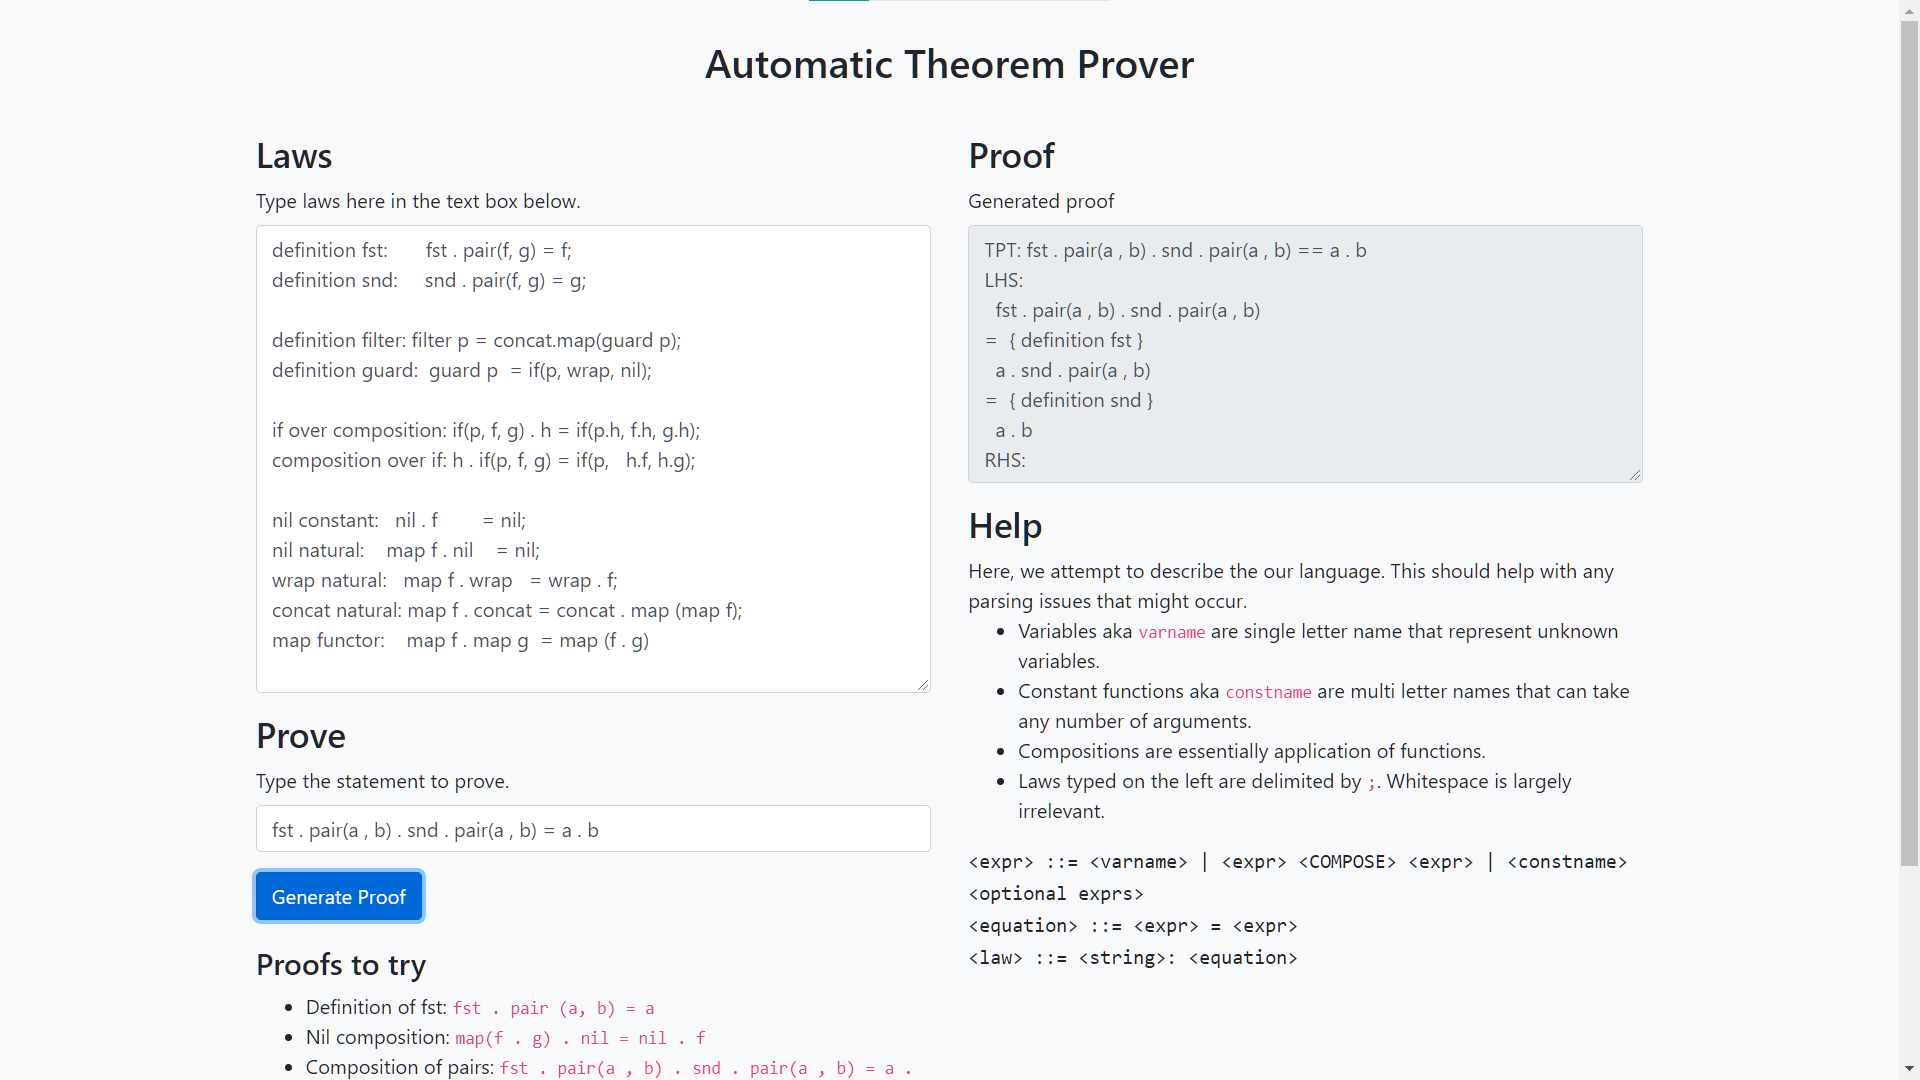 Automatic Theorem Prover
Laws
Type laws here in the text box below.
definition fst: fst . pair(f, g) = f;
definition snd: snd . pair(f, g) = g;
definition filter: filter p = concat.map(guard p);
definition guard: guard p = if(p, wrap, nil);
if over composition: if(p, f, g) . h = if(p.h, f.h, g.h);
composition over if: h . if(p, f, g) = if(p, h.f, h.g);
nil constant: nil . f = nil;
nil natural: map f . nil = nil;
wrap natural: map f . wrap = wrap . f;
concat natural: map f . concat = concat . map (map f);
map functor: map f . map g = map (f . g)
Prove
Type the statement to prove.
fst . pair(a , b) . snd . pair(a , b) = a . b
Generate Proof
Proofs to try
• Definition of fst: fst . pair (a, b) = a
• Nil composition: map(f . g) . nil = nil . f
• Composition of pairs: fst . pair(a , b) . snd . pair(a , b) = a .
Proof
Generated proof
TPT: fst . pair(a , b) . snd . pair(a , b) == a . b
LHS:
fst . pair(a , b) . snd . pair(a , b)
= { definition fst }
a . snd . pair(a , b)
= { definition snd }
a . b
RHS:
Help
Here, we attempt to describe the our language. This should help with any
parsing issues that might occur.
• Variables aka varname are single letter name that represent unknown
variables.
• Constant functions aka constname are multi letter names that can take
any number of arguments.
• Compositions are essentially application of functions.
• Laws typed on the left are delimited by ;. Whitespace is largely
irrelevant.
<expr> ::= <varname> | <expr> <COMPOSE> <expr> | <constname>
<optional exprs>
<equation> ::= <expr> = <expr>
<law> ::= <string>: <equation>